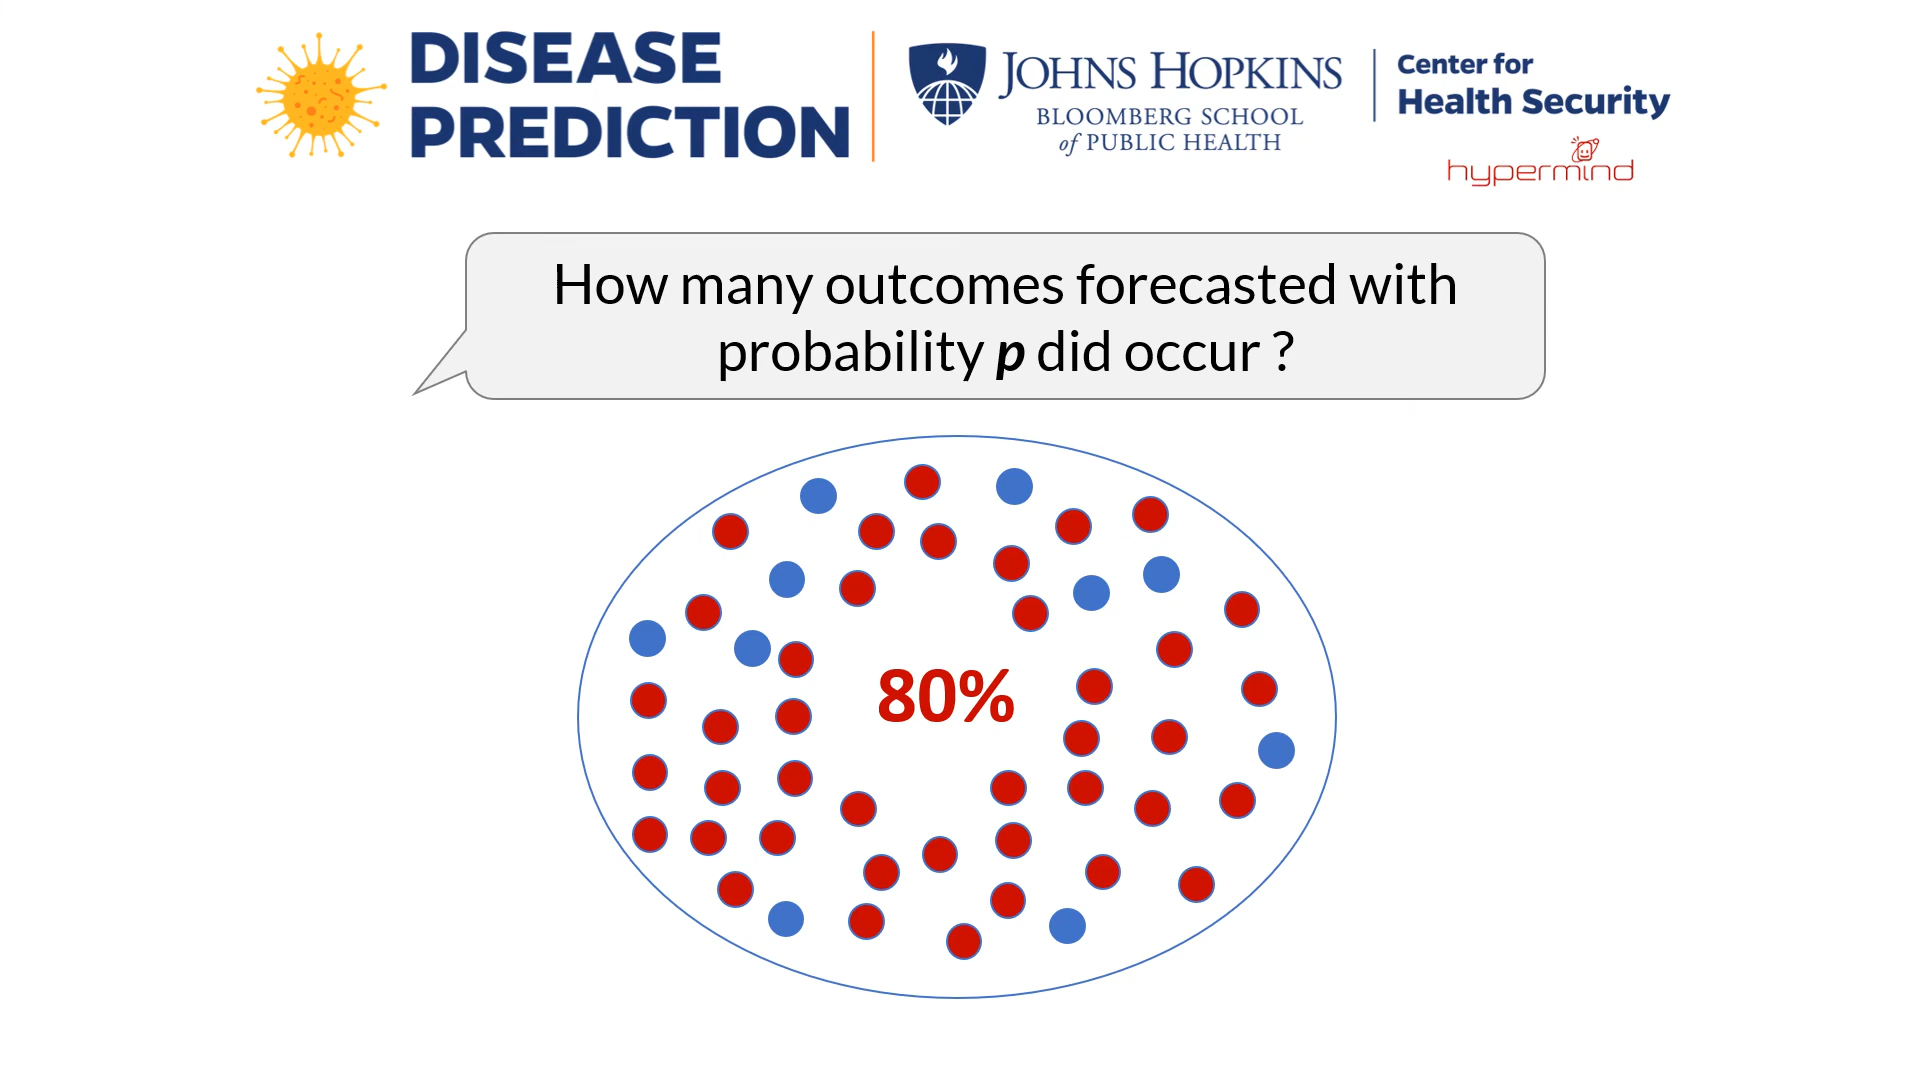 DISEASE
PREDICTION
JOHNS HOPKINS
BLOOMBERG SCHOOL
of PUBLIC HEALTH
Center for
Health Security
hypermind
How many outcomes forecasted with
probability p did occur ?
80%